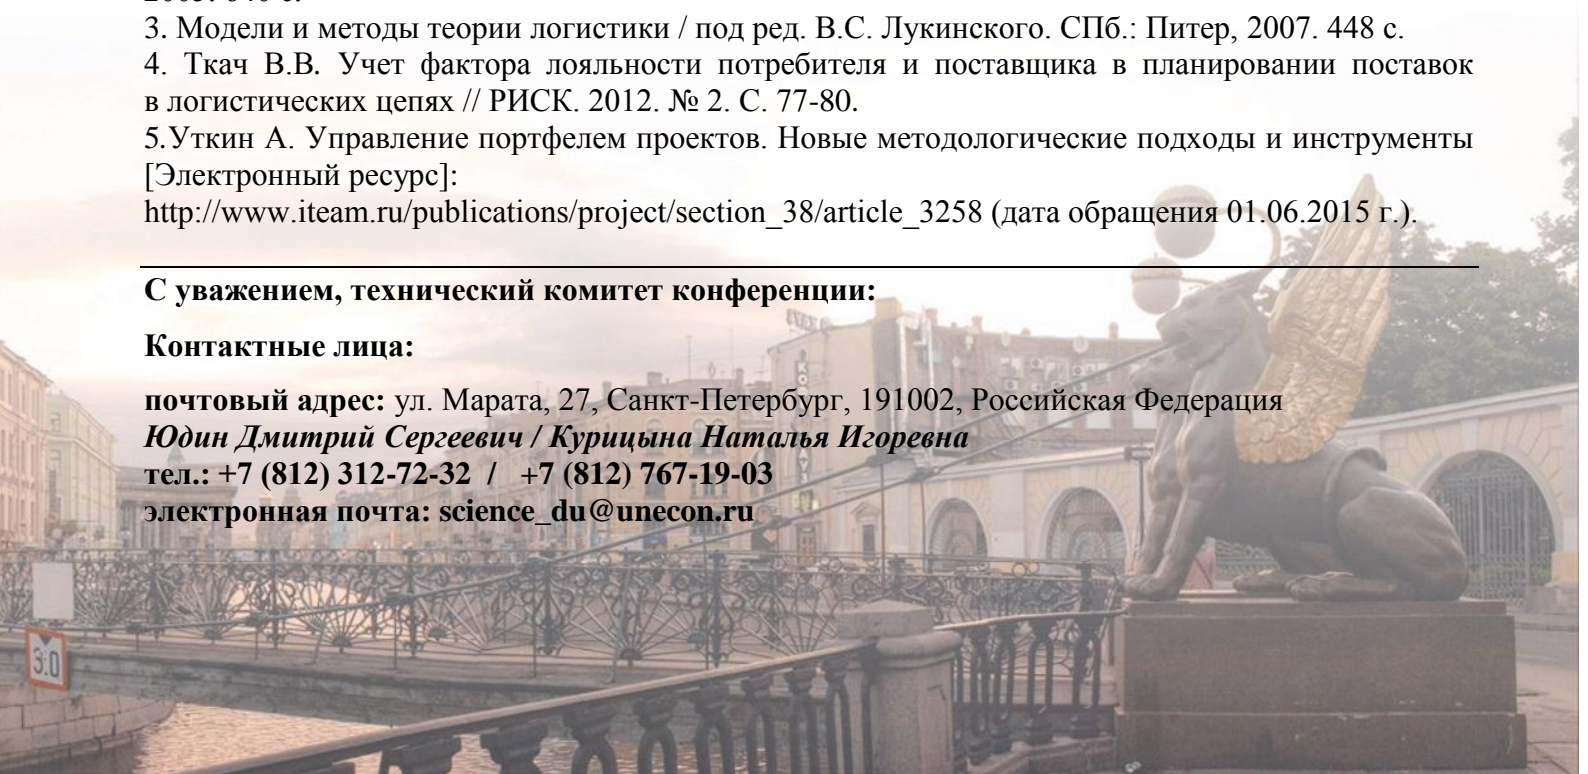 3. Модели и методы теории логистики / под ред. В.С. Лукинского. СПб.: Питер, 2007. 448 с.
4. Ткач В.В. Учет фактора лояльности потребителя и поставщика в планировании поставок
в логистических цепях // РИСК. 2012. № 2. С. 77-80.
5.Уткин А. Управление портфелем проектов. Новые методологические подходы и инструменты
[Электронный ресурс]:
http://www.iteam.ru/publications/project/section_38/article_3258 (дата обращения 01.06.2015 г.).
С уважением, технический комитет конференции:
Контактные лица:
почтовый адрес: ул. Марата, 27, Санкт-Петербург, 191002, Российская Федерация
Юдин Дмитрий Сергеевич / Курицына Наталья Игоревна
тел.: +7 (812) 312-72-32 / +7 (812) 767-19-03
электронная почта: science_du@unecon.ru
3.0